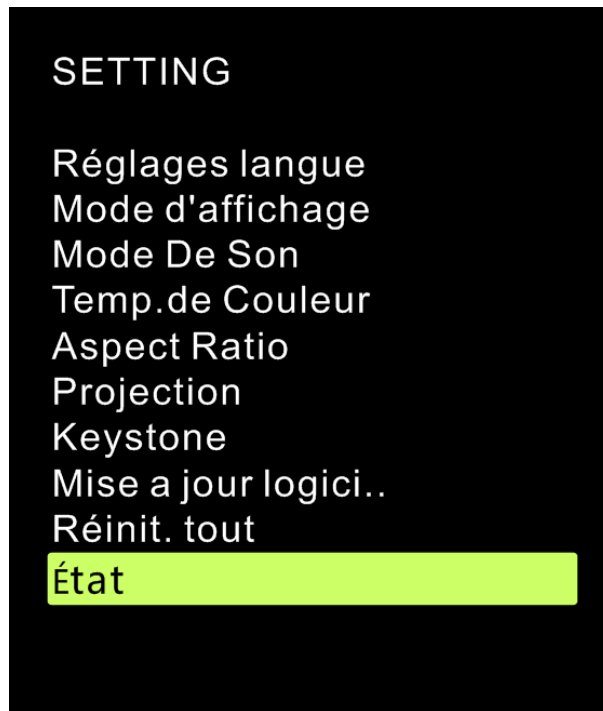 SETTING
Réglages langue
Mode d'affichage
Mode De Son
Temp.de Couleur
Aspect Ratio
Projection
Keystone
Mise a jour logici..
Réinit. tout
État